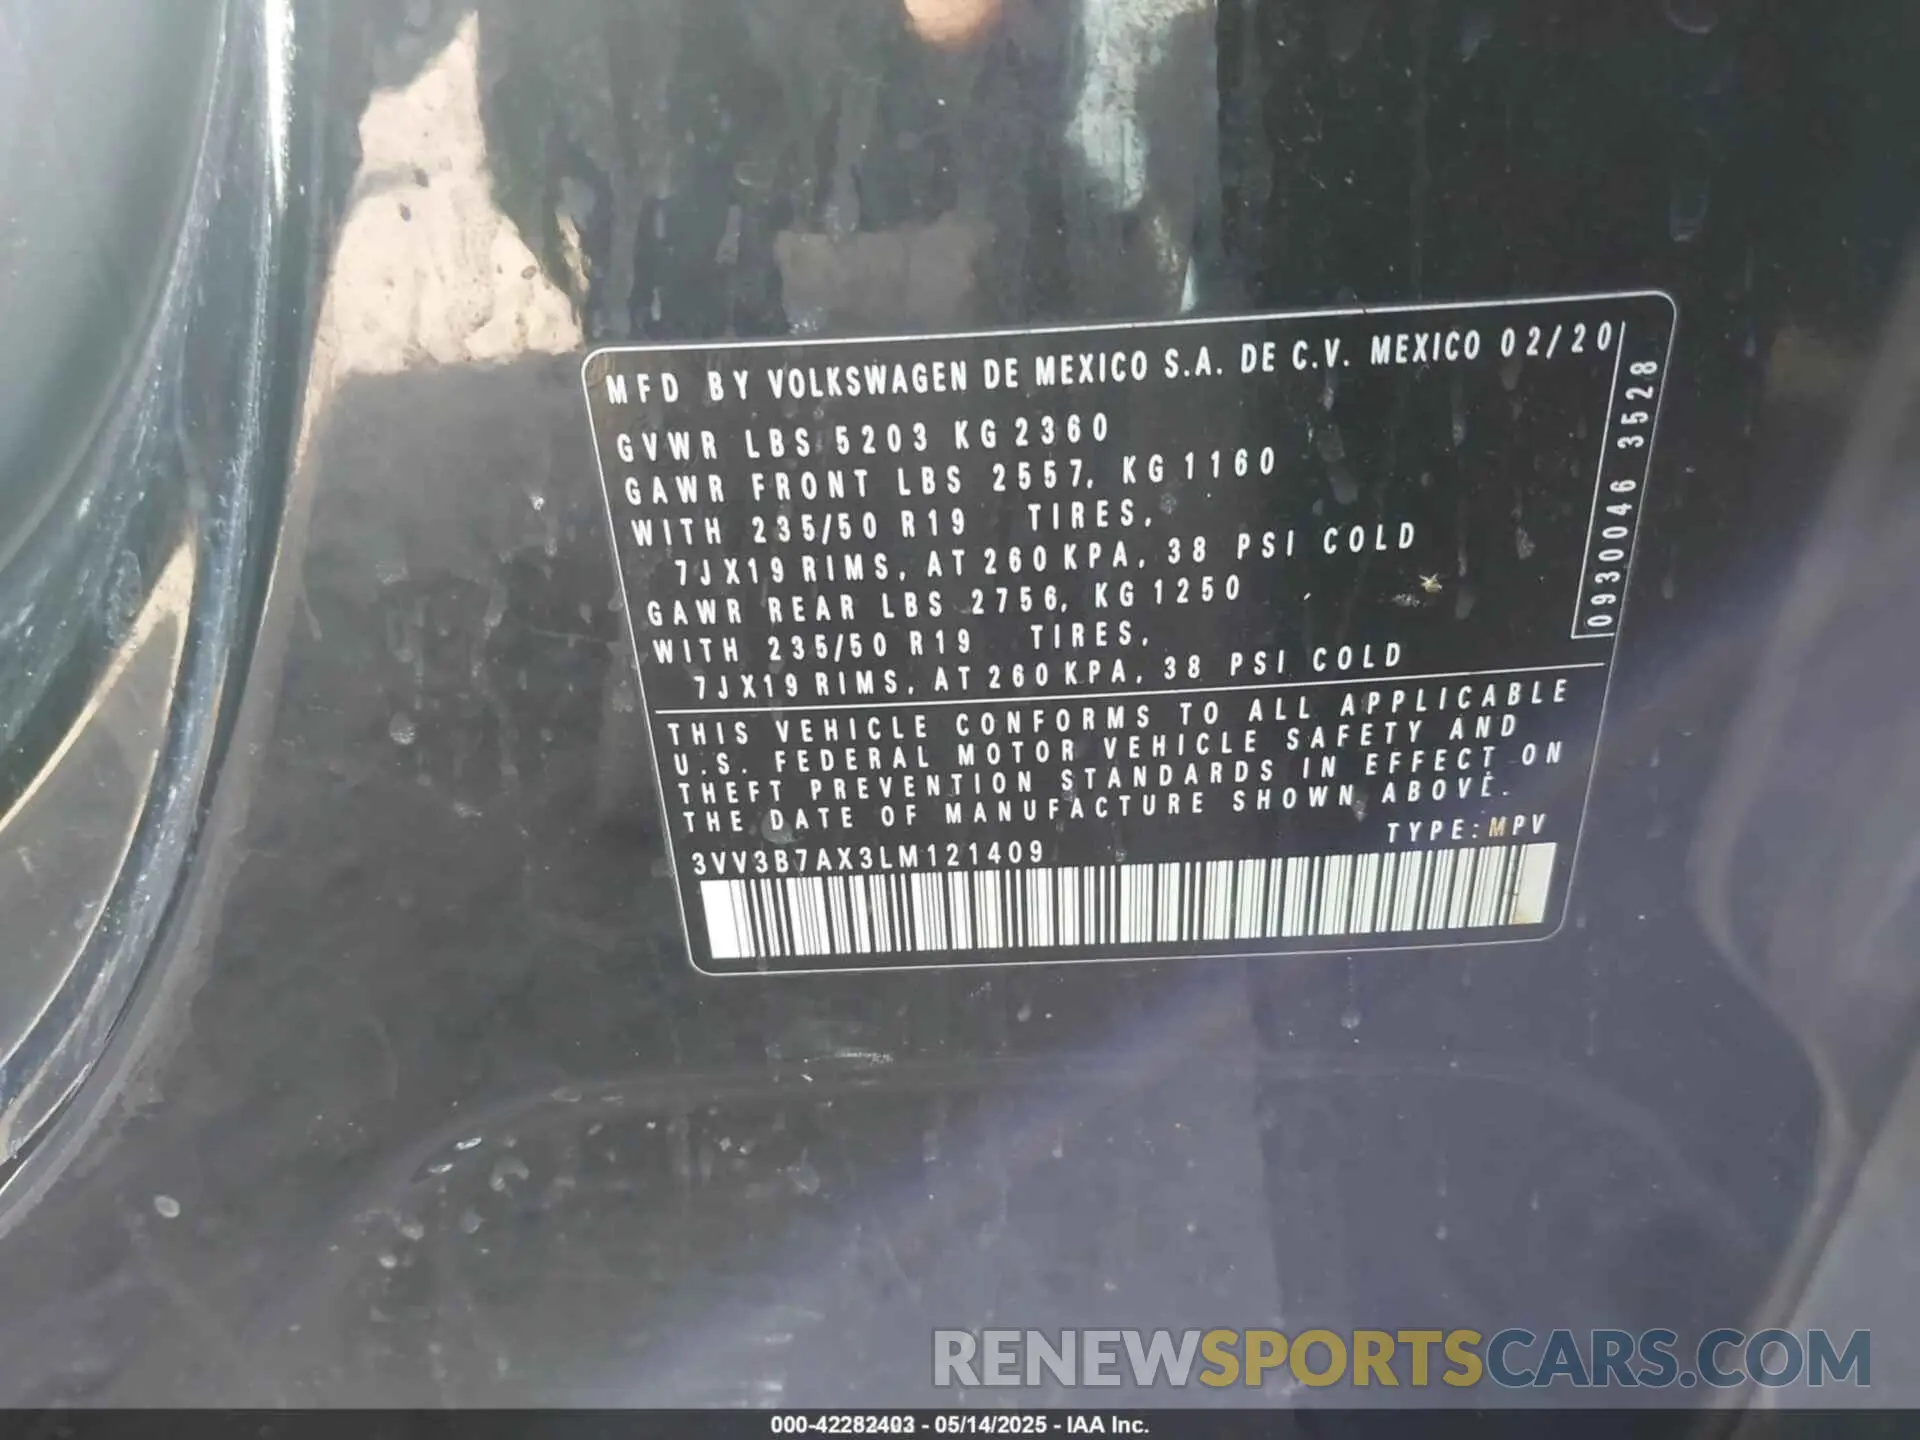 MFD BY VOLKSWAGEN DE MEXICO S.A. DE C.V. MEXICO 02/20
GVWR LBS 5203 KG 2360
GAWR FRONT LBS 2557, KG 1160
WITH 235/50 R19 TIRES,
7JX19 RIMS, AT 260 KPA, 38 PSI COLD
GAWR REAR LBS 2756, KG 1250
WITH 235/50 R19 TIRES,
7JX19 RIMS, AT 260 KPA, 38 PSI COLD
0930046 3528
THIS VEHICLE CONFORMS TO ALL APPLICABLE
U.S. FEDERAL MOTOR VEHICLE SAFETY AND
THEFT PREVENTION STANDARDS IN EFFECT ON
THE DATE OF MANUFACTURE SHOWN ABOVE.
TYPE: MPV
3VV3B7AX3LM121409
RENEWSPORTSCARS.COM
000-42282403 - 05/14/2025 - IAA Inc.